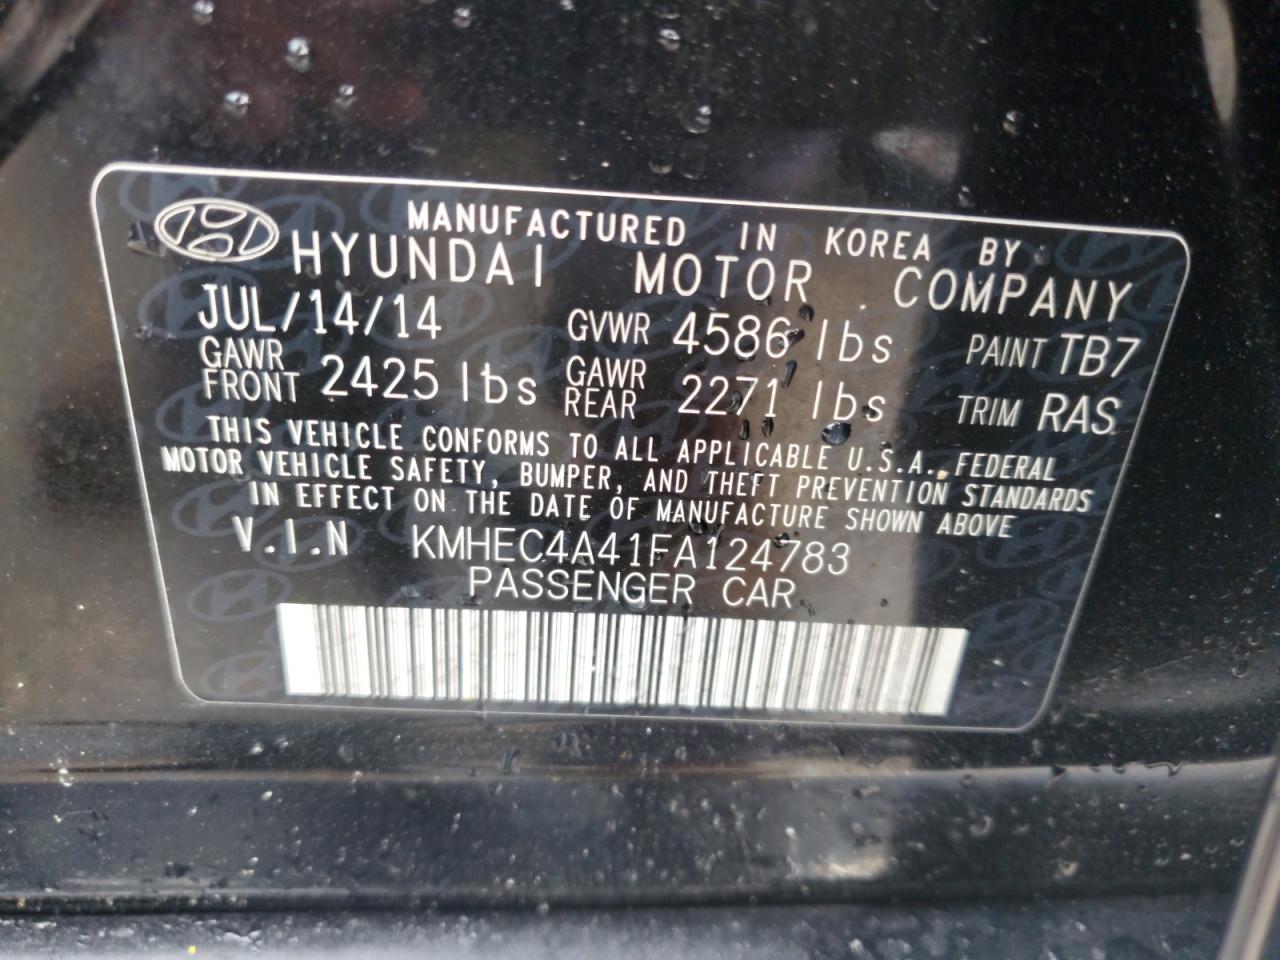 MANUFACTURED IN KOREA BY
HYUNDAI MOTOR COMPANY
JUL/14/14 GVWR 4586 lbs PAINT TB7
GAWR FRONT 2425 lbs GAWR REAR 2271 lbs TRIM RAS
THIS VEHICLE CONFORMS TO ALL APPLICABLE U.S.A., FEDERAL
MOTOR VEHICLE SAFETY, BUMPER, AND THEFT PREVENTION STANDARDS
IN EFFECT ON THE DATE OF MANUFACTURE SHOWN ABOVE
V.I.N KMHEC4A41FA124783
PASSENGER CAR